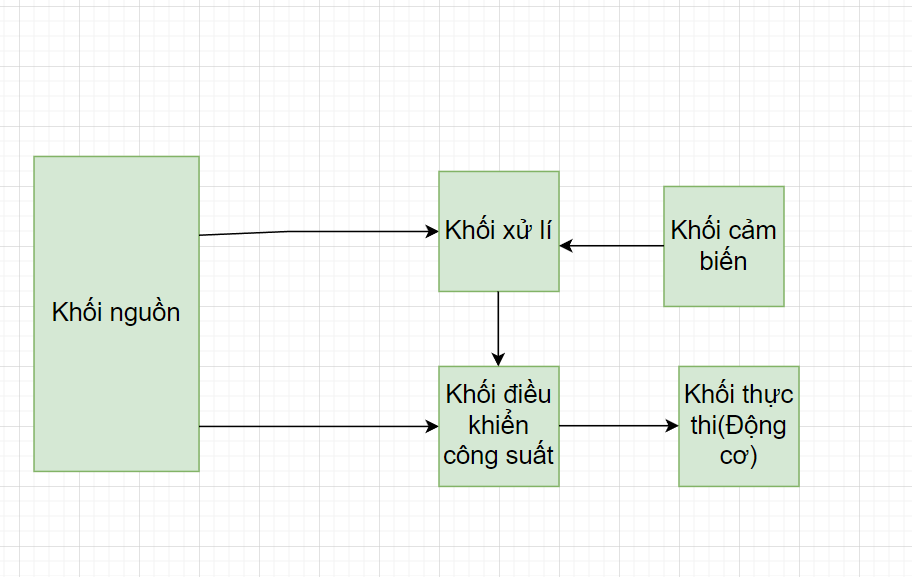 Khối nguồn
Khối xử lí
Khối cảm
biến
Khối điều
khiển
công suất
Khối thực
thi(Động
cơ)